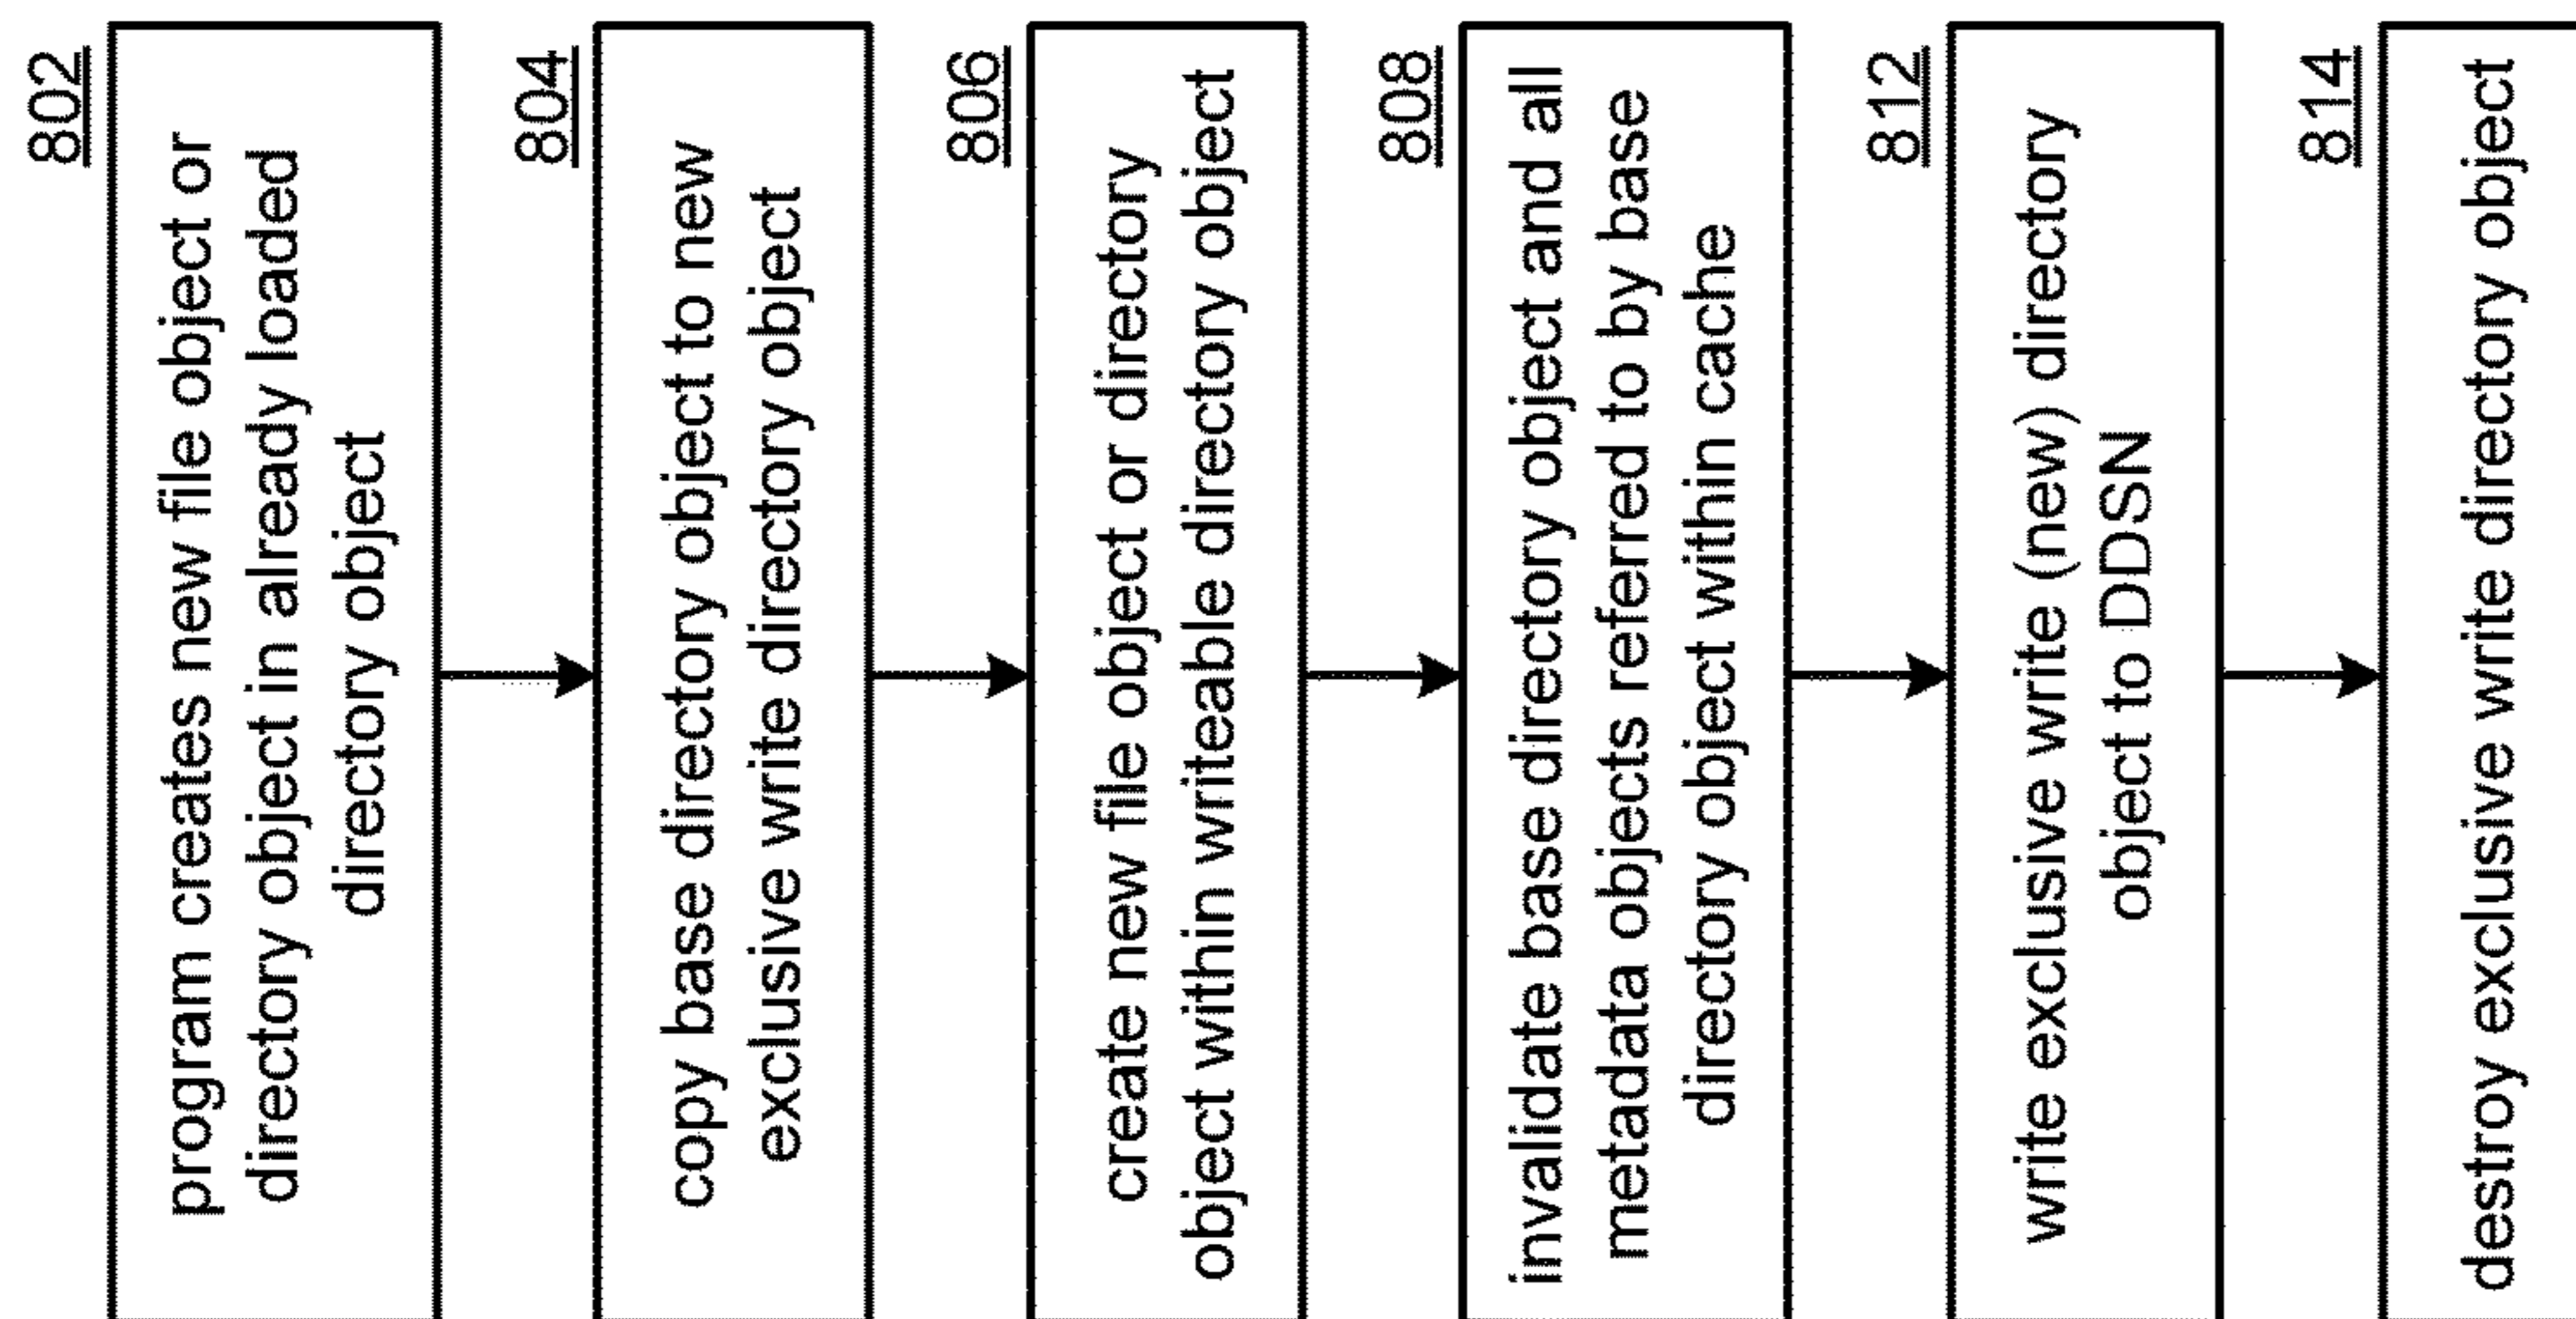 802
program creates new file object or
directory object in already loaded
directory object
804
copy base directory object to new
exclusive write directory object
806
create new file object or directory
object within writeable directory object
808
invalidate base directory object and all
metadata objects referred to by base
directory object within cache
812
write exclusive write (new) directory
object to DDSN
814
destroy exclusive write directory object